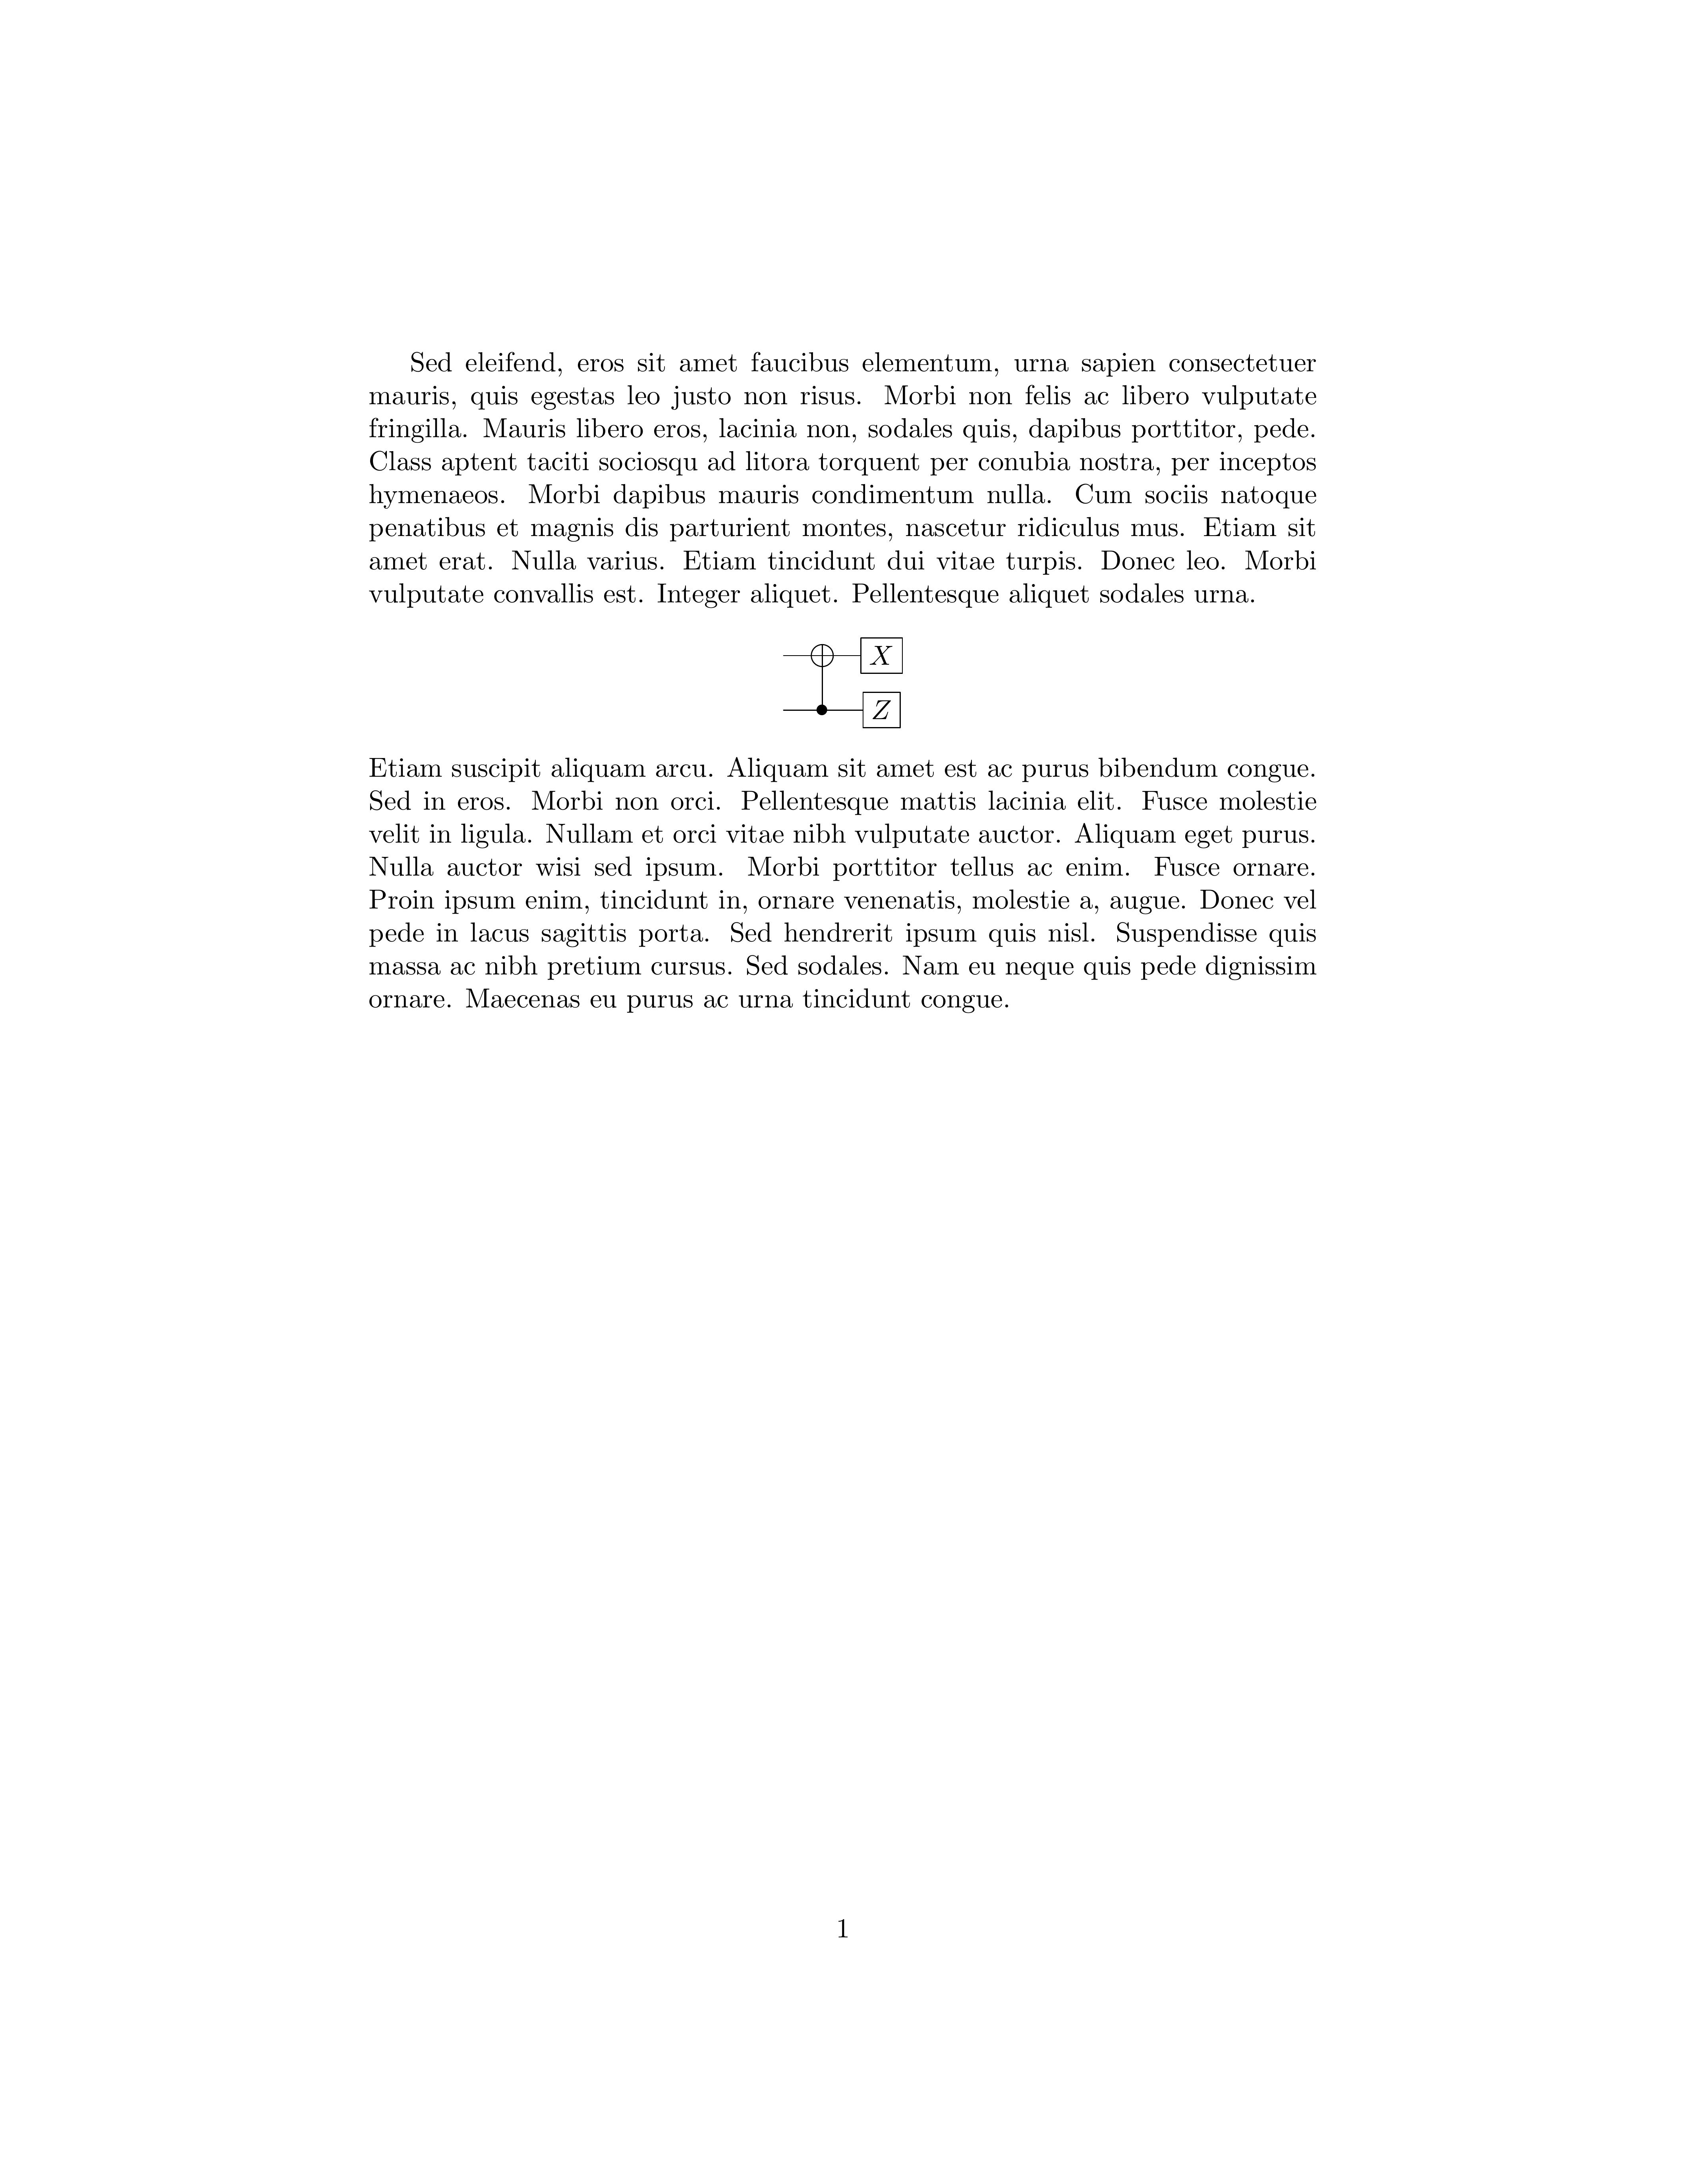 Sed eleifend, eros sit amet faucibus elementum, urna sapien consectetuer
mauris, quis egestas leo justo non risus. Morbi non felis ac libero vulputate
fringilla. Mauris libero eros, lacinia non, sodales quis, dapibus porttitor, pede.
Class aptent taciti sociosqu ad litora torquent per conubia nostra, per inceptos
hymenaeos. Morbi dapibus mauris condimentum nulla. Cum sociis natoque
penatibus et magnis dis parturient montes, nascetur ridiculus mus. Etiam sit
amet erat. Nulla varius. Etiam tincidunt dui vitae turpis. Donec leo. Morbi
vulputate convallis est. Integer aliquet. Pellentesque aliquet sodales urna.
X
Z
Etiam suscipit aliquam arcu. Aliquam sit amet est ac purus bibendum congue.
Sed in eros. Morbi non orci. Pellentesque mattis lacinia elit. Fusce molestie
velit in ligula. Nullam et orci vitae nibh vulputate auctor. Aliquam eget purus.
Nulla auctor wisi sed ipsum. Morbi porttitor tellus ac enim. Fusce ornare.
Proin ipsum enim, tincidunt in, ornare venenatis, molestie a, augue. Donec vel
pede in lacus sagittis porta. Sed hendrerit ipsum quis nisl. Suspendisse quis
massa ac nibh pretium cursus. Sed sodales. Nam eu neque quis pede dignissim
ornare. Maecenas eu purus ac urna tincidunt congue.
1